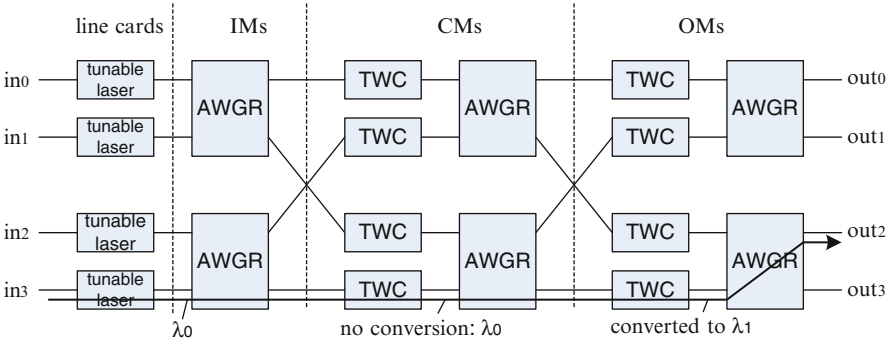 line cards IMs CMs OMs
in0 tunable laser TWC TWC out0
AWGR AWGR AWGR
in1 tunable laser TWC TWC out1
in2 tunable laser TWC TWC out2
AWGR AWGR AWGR
in3 tunable laser TWC TWC out3
λ0 no conversion: λ0 converted to λ1